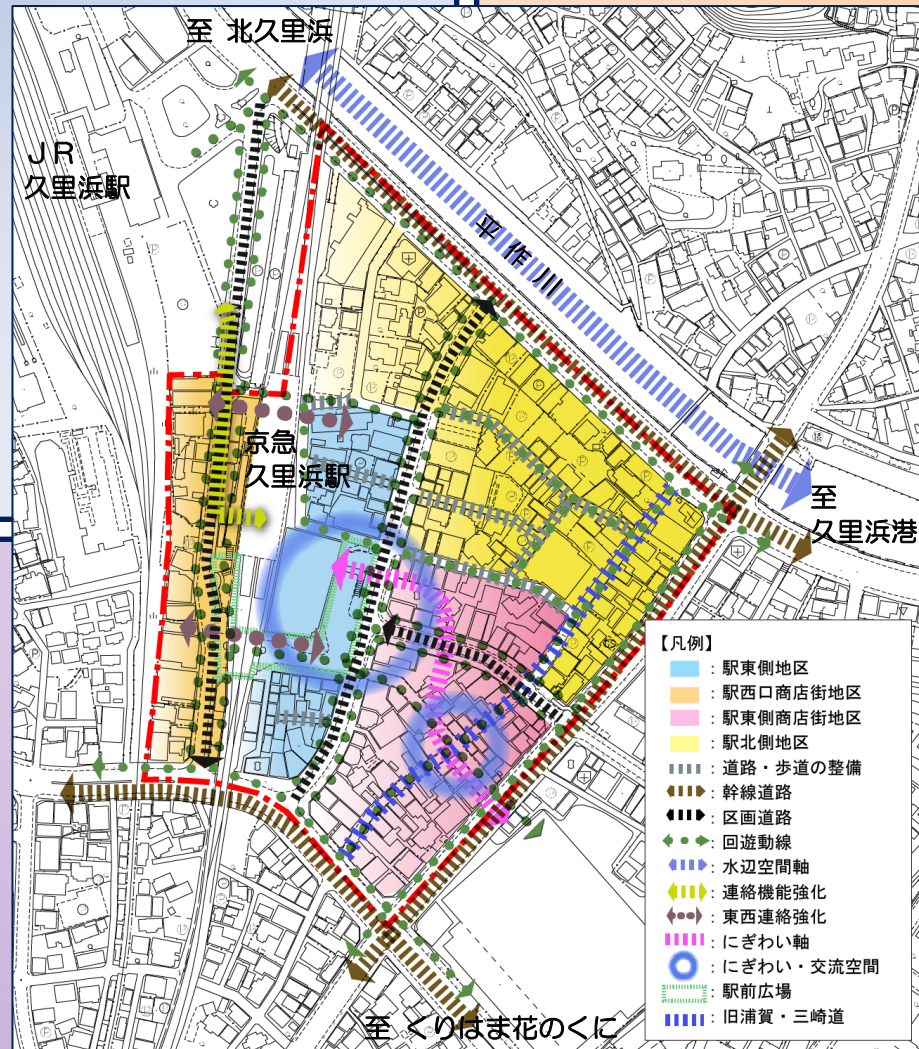 至 北久里浜
JR
久里浜駅
平作川
京急
久里浜駅
至
久里浜港
【凡例】
：駅東側地区
：駅西口商店街地区
：駅東側商店街地区
：駅北側地区
：道路・歩道の整備
：幹線道路
：区画道路
：回遊動線
：水辺空間軸
：連絡機能強化
：東西連絡強化
：にぎわい軸
：にぎわい・交流空間
：駅前広場
：旧浦賀・三崎道
至 くりはま花のくに